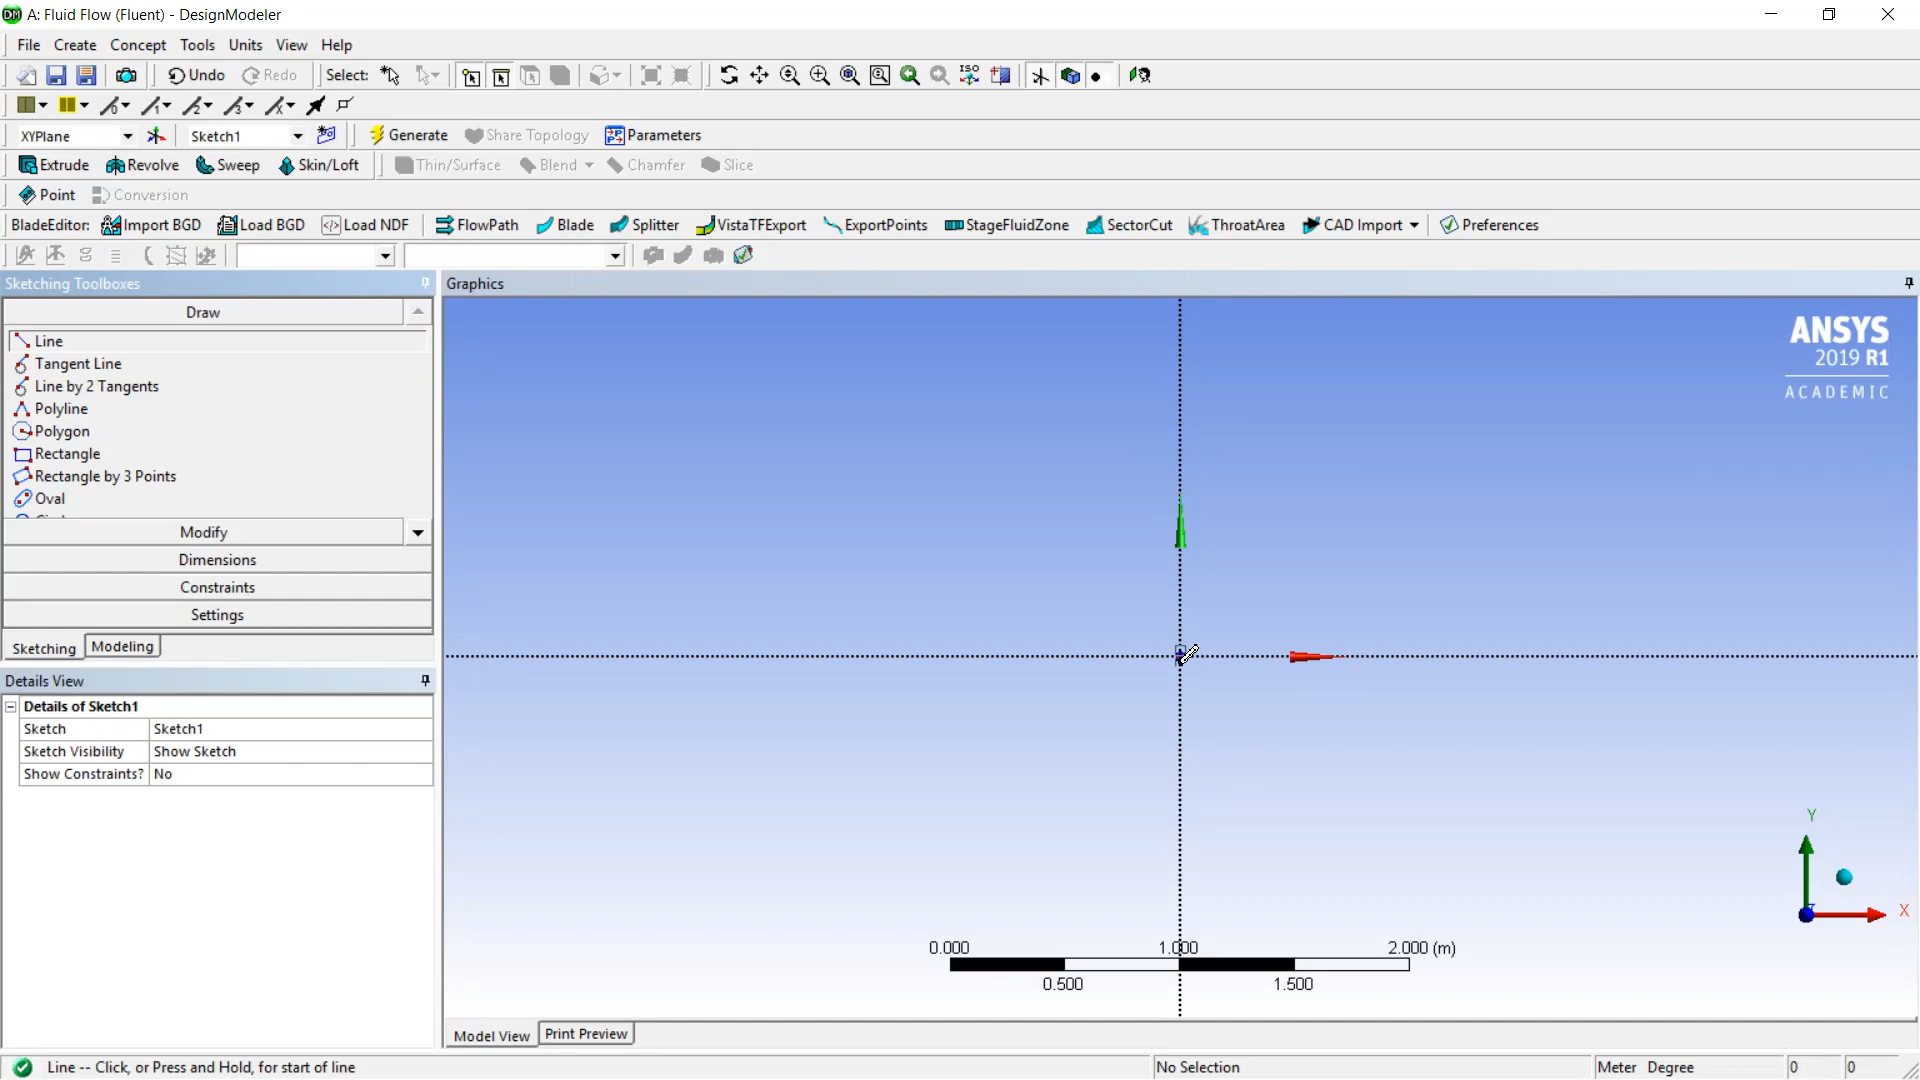 A: Fluid Flow (Fluent) - DesignModeler
File Create Concept Tools Units View Help
Undo Redo Select: ISO
XYPlane Sketch1 Generate Share Topology Parameters
Extrude Revolve Sweep Skin/Loft Thin/Surface Blend Chamfer Slice
Point Conversion
BladeEditor: Import BGD Load BGD Load NDF FlowPath Blade Splitter VistaTFExport ExportPoints StageFluidZone SectorCut ThroatArea CAD Import Preferences
Sketching Toolboxes
Draw
Line
Tangent Line
Line by 2 Tangents
Polyline
Polygon
Rectangle
Rectangle by 3 Points
Oval
Modify
Dimensions
Constraints
Settings
Sketching Modeling
Details View
Details of Sketch1
Sketch Sketch1
Sketch Visibility Show Sketch
Show Constraints? No
Graphics
ANSYS
2019 R1
ACADEMIC
Y
X
0.000 1.000 2.000 (m)
0.500 1.500
Model View Print Preview
Line -- Click, or Press and Hold, for start of line No Selection Meter Degree 0 0